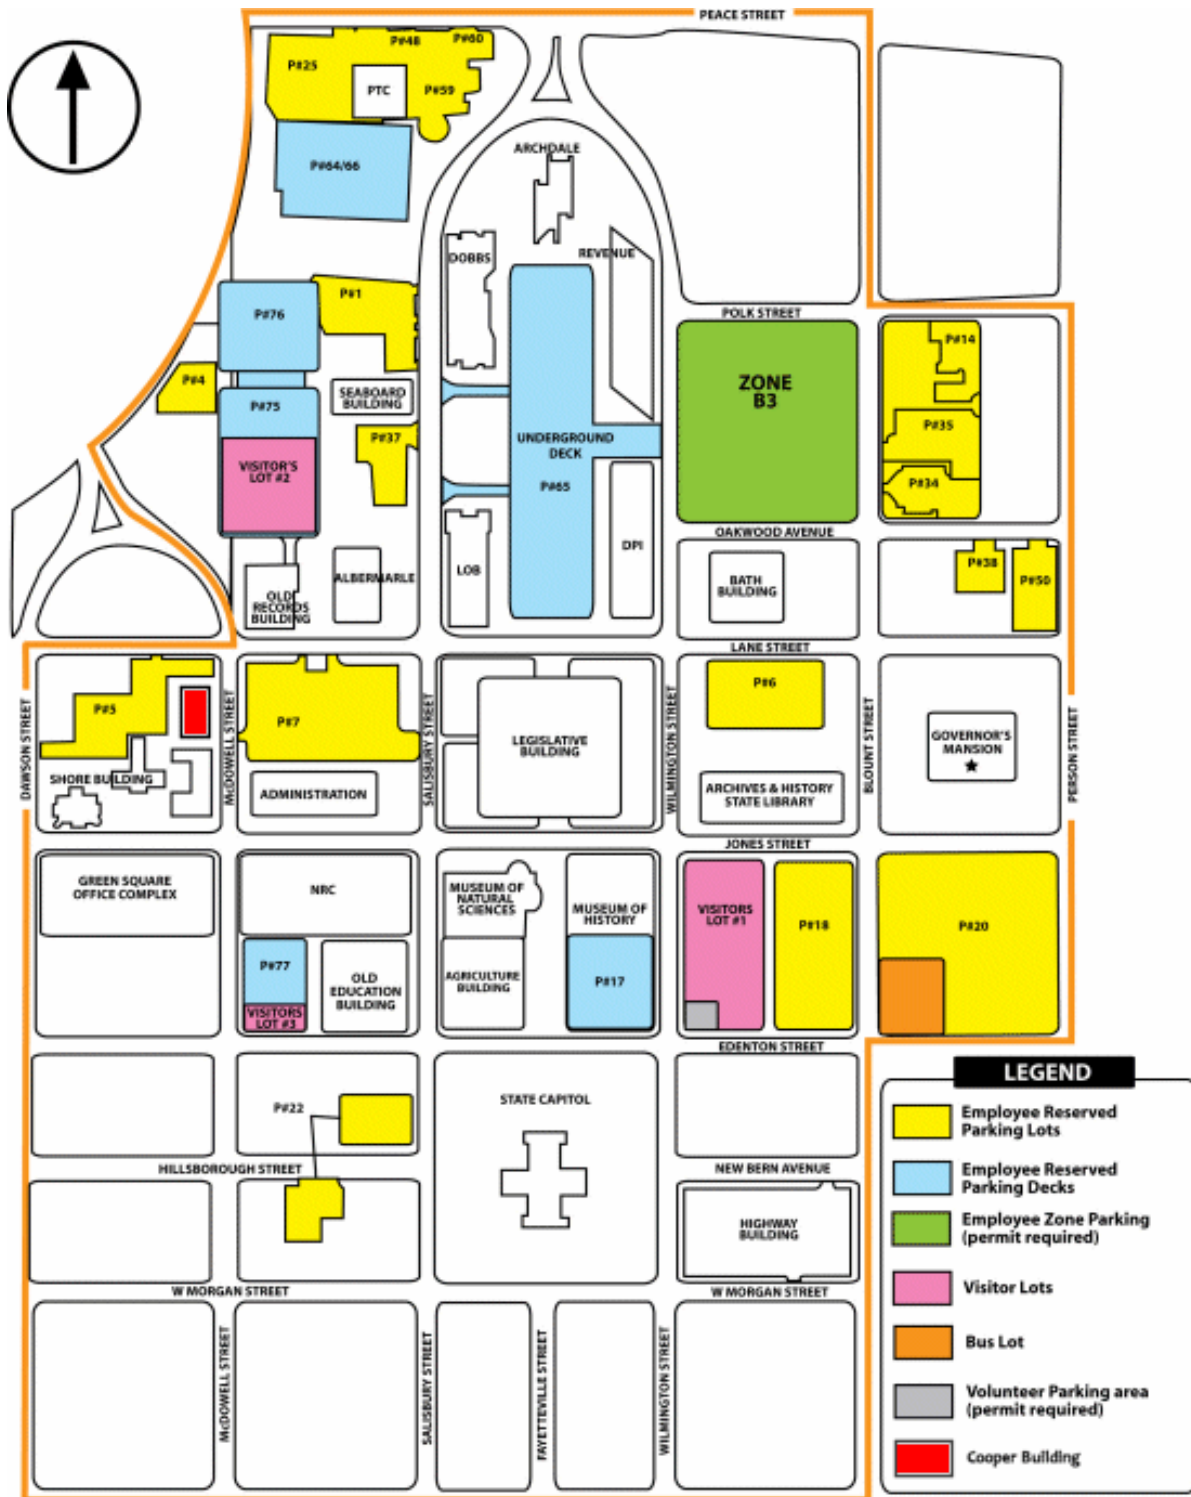 PEACE STREET
P#48
P#60
P#25
PTC
P#59
P#64/66
ARCHDALE
DOBBS
REVENUE
P#1
P#76
POLK STREET
P#14
P#4
SEABOARD
BUILDING
ZONE
B3
P#75
P#35
P#37
UNDERGROUND
DECK
VISITOR'S
LOT #2
P#65
P#34
OAKWOOD AVENUE
DPI
P#38
LOB
ALBERMARLE
BATH
BUILDING
P#50
OLD
RECORDS
BUILDING
LANE STREET
P#6
P#5
P#7
DAWSON STREET
McDOWELL STREET
SALISBURY STREET
WILMINGTON STREET
BLOUNT STREET
PERSON STREET
LEGISLATIVE
BUILDING
GOVERNOR'S
MANSION
SHORE BUILDING
ADMINISTRATION
ARCHIVES & HISTORY
STATE LIBRARY
JONES STREET
GREEN SQUARE
OFFICE COMPLEX
NRC
MUSEUM OF
NATURAL
SCIENCES
MUSEUM OF
HISTORY
VISITORS
LOT #1
P#18
P#20
P#77
OLD
EDUCATION
BUILDING
AGRICULTURE
BUILDING
P#17
VISITORS
LOT #3
EDENTON STREET
P#22
STATE CAPITOL
HILLSBOROUGH STREET
NEW BERN AVENUE
HIGHWAY
BUILDING
W MORGAN STREET
W MORGAN STREET
McDOWELL STREET
SALISBURY STREET
FAYETTEVILLE STREET
WILMINGTON STREET
LEGEND
Employee Reserved
Parking Lots
Employee Reserved
Parking Decks
Employee Zone Parking
(permit required)
Visitor Lots
Bus Lot
Volunteer Parking area
(permit required)
Cooper Building